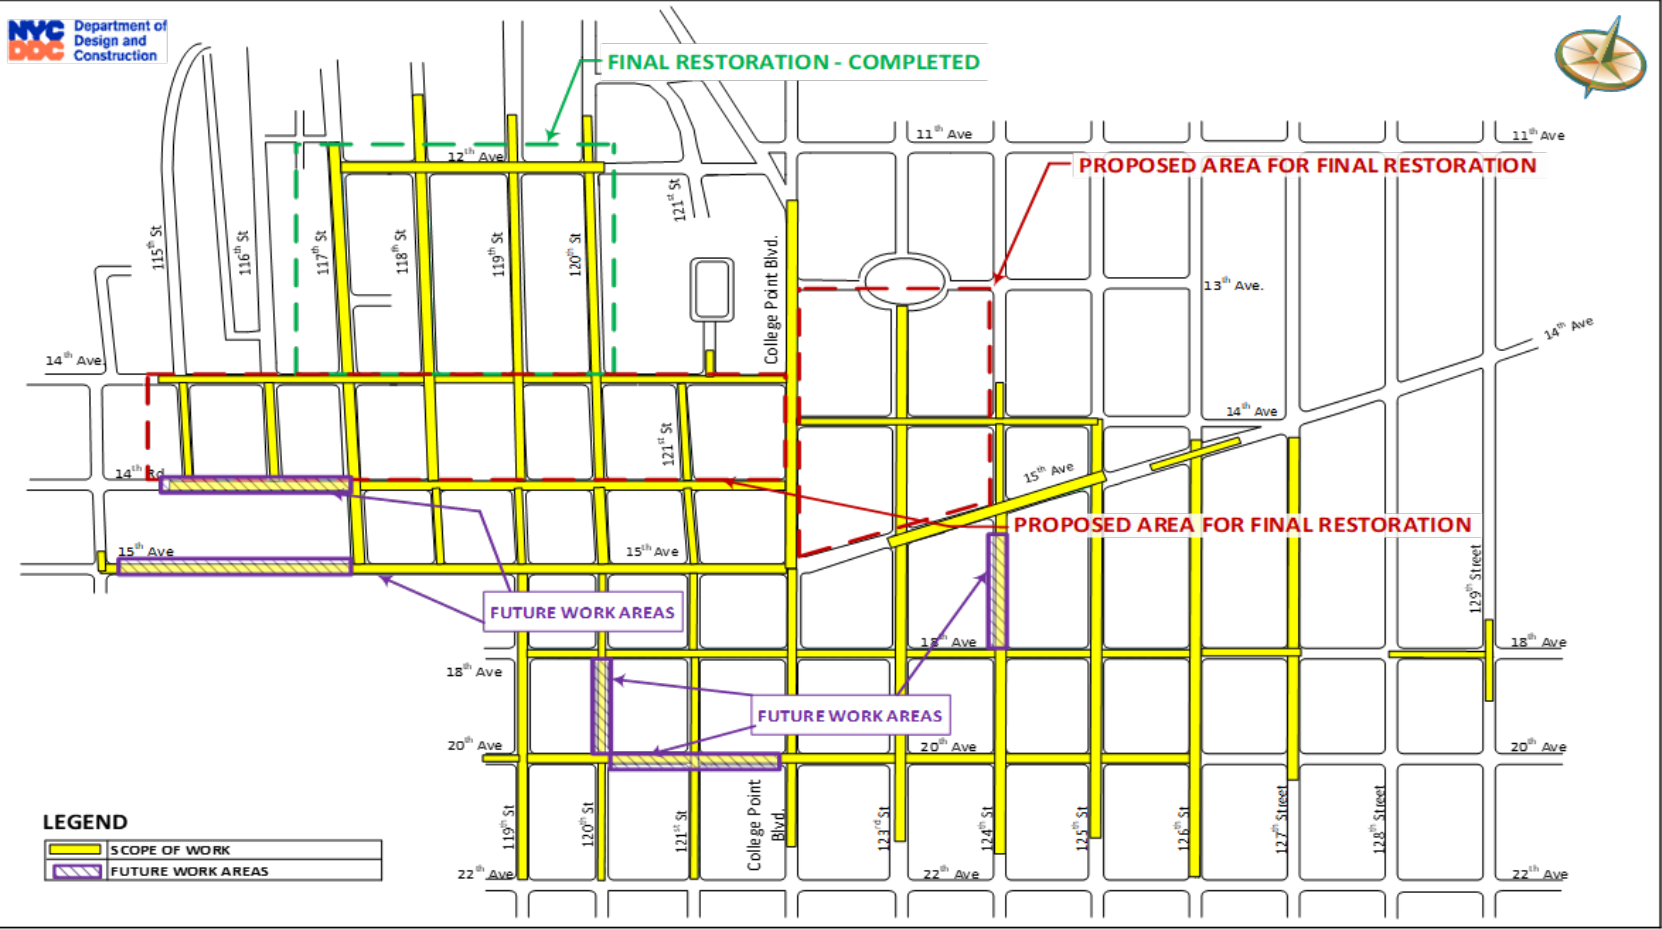 NYC
DDC
Department of
Design and
Construction
FINAL RESTORATION - COMPLETED
11th Ave
11th Ave
PROPOSED AREA FOR FINAL RESTORATION
12th Ave
121st St
115th St
116th St
117th St
118th St
119th St
120th St
College Point Blvd.
13th Ave.
14th Ave
14th Ave.
14th Ave
121st St
14th Rd
15th Ave
PROPOSED AREA FOR FINAL RESTORATION
15th Ave
15th Ave
129th Street
FUTURE WORK AREAS
18th Ave
18th Ave
18th Ave
FUTURE WORK AREAS
20th Ave
20th Ave
20th Ave
119th St
120th St
121st St
College Point
Blvd.
123rd St
124th St
125th St
126th St
127th Street
128th Street
22th Ave
22th Ave
22th Ave
LEGEND
SCOPE OF WORK
FUTURE WORK AREAS